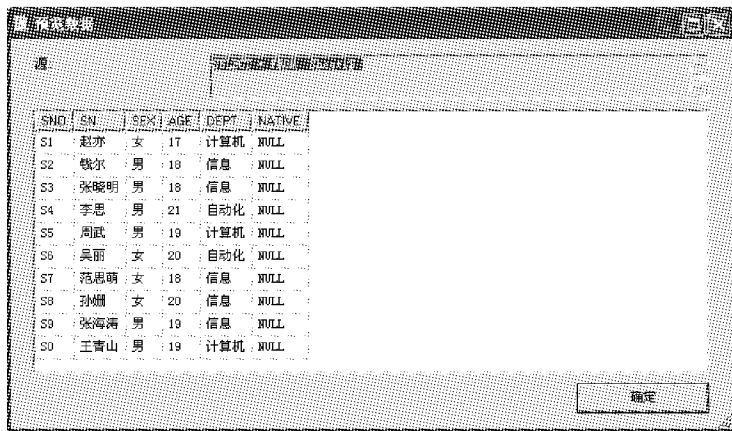 预览数据
源:
SNO SN SEX AGE DEPT NATIVE
S1 赵亦 女 17 计算机 NULL
S2 钱尔 男 18 信息 NULL
S3 张晓明 男 18 信息 NULL
S4 李思 男 21 自动化 NULL
S5 周武 男 19 计算机 NULL
S6 吴丽 女 20 自动化 NULL
S7 范思萌 女 18 信息 NULL
S8 孙姗 女 20 信息 NULL
S9 张海涛 男 19 信息 NULL
S0 王青山 男 19 计算机 NULL
确定